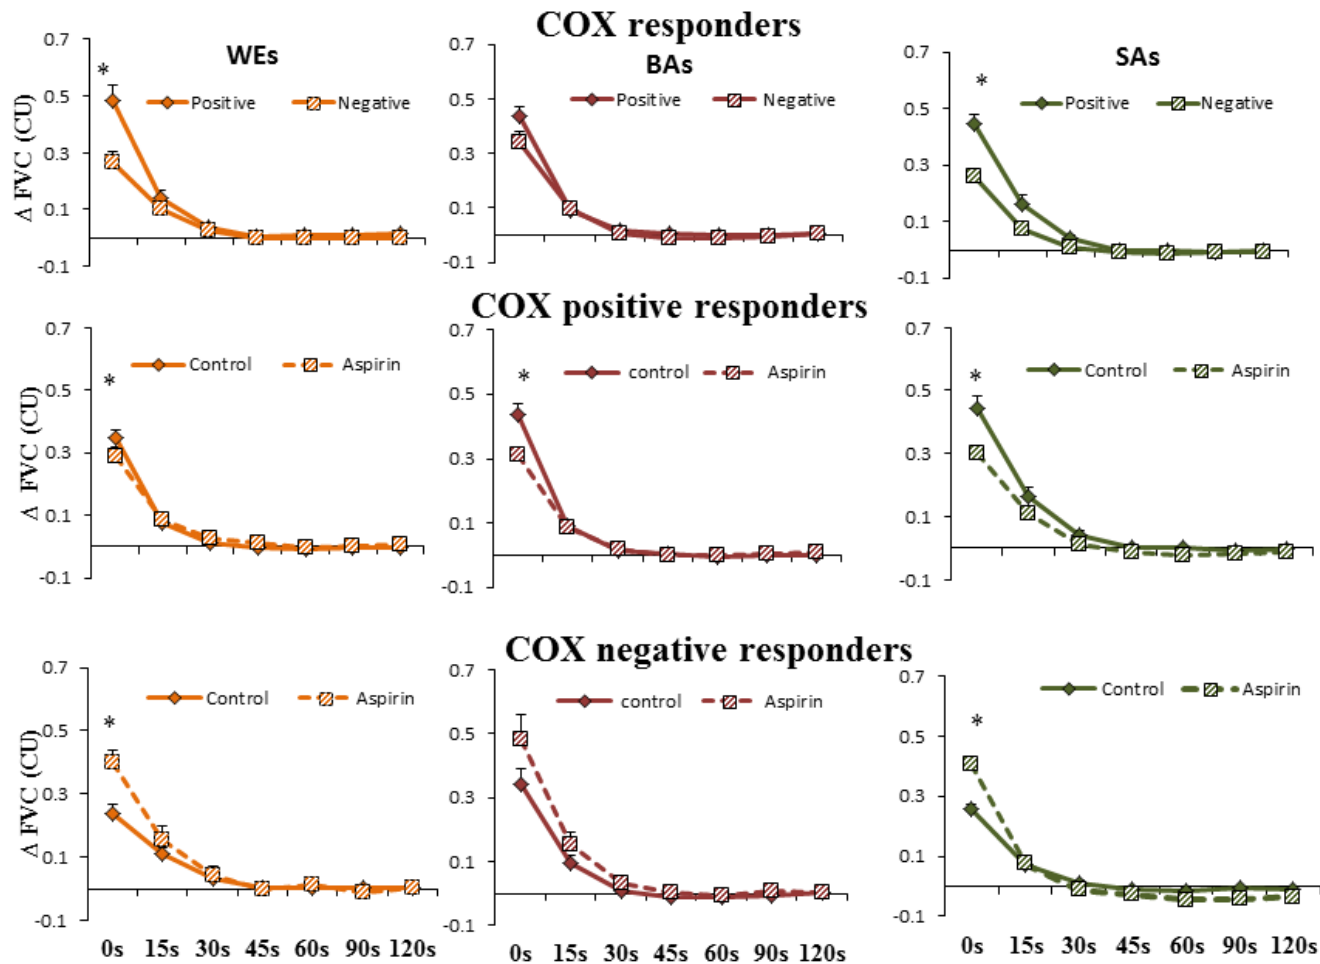 COX responders
WEs
BAs
SAs
0.7
0.5
0.3
0.1
-0.1
Δ FVC (CU)
*
Positive
Negative
0.7
0.5
0.3
0.1
-0.1
Positive
Negative
0.7
0.5
0.3
0.1
-0.1
*
Positive
Negative
COX positive responders
0.7
0.5
0.3
0.1
-0.1
Δ FVC (CU)
*
Control
Aspirin
0.7
0.5
0.3
0.1
-0.1
*
control
Aspirin
0.7
0.5
0.3
0.1
-0.1
*
Control
Aspirin
COX negative responders
0.7
0.5
0.3
0.1
-0.1
Δ FVC (CU)
*
Control
Aspirin
0s 15s 30s 45s 60s 90s 120s
0.7
0.5
0.3
0.1
-0.1
control
Aspirin
0s 15s 30s 45s 60s 90s 120s
0.7
0.5
0.3
0.1
-0.1
*
Control
Aspirin
0s 15s 30s 45s 60s 90s 120s